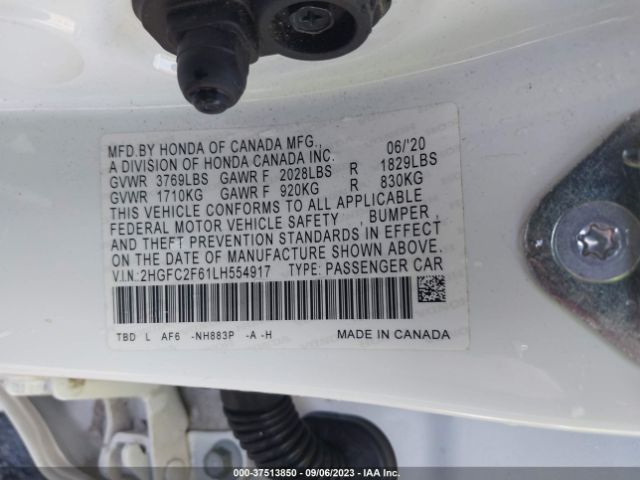 MFD.BY HONDA OF CANADA MFG., 06/'20
A DIVISION OF HONDA CANADA INC.
GVWR 3769LBS GAWR F 2028LBS R 1829LBS
GVWR 1710KG GAWR F 920KG R 830KG
THIS VEHICLE CONFORMS TO ALL APPLICABLE
FEDERAL MOTOR VEHICLE SAFETY , BUMPER ,
AND THEFT PREVENTION STANDARDS IN EFFECT
ON THE DATE OF MANUFACTURE SHOWN ABOVE.
V.I.N.: 2HGFC2F61LH554917 TYPE: PASSENGER CAR
TBD L AF6 -NH883P -A -H MADE IN CANADA
000-37513850 - 09/06/2023 - IAA Inc.